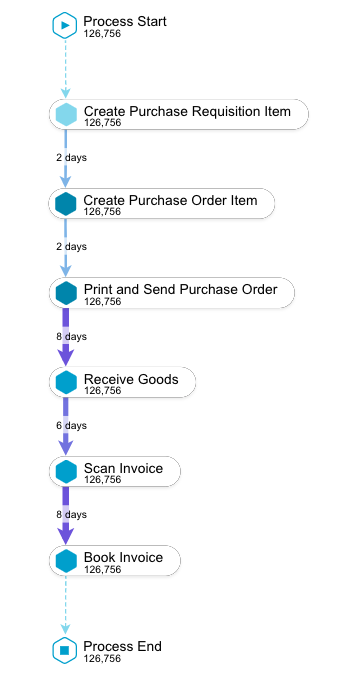 Process Start
126,756
Create Purchase Requisition Item
126,756
2 days
Create Purchase Order Item
126,756
2 days
Print and Send Purchase Order
126,756
8 days
Receive Goods
126,756
6 days
Scan Invoice
126,756
8 days
Book Invoice
126,756
Process End
126,756